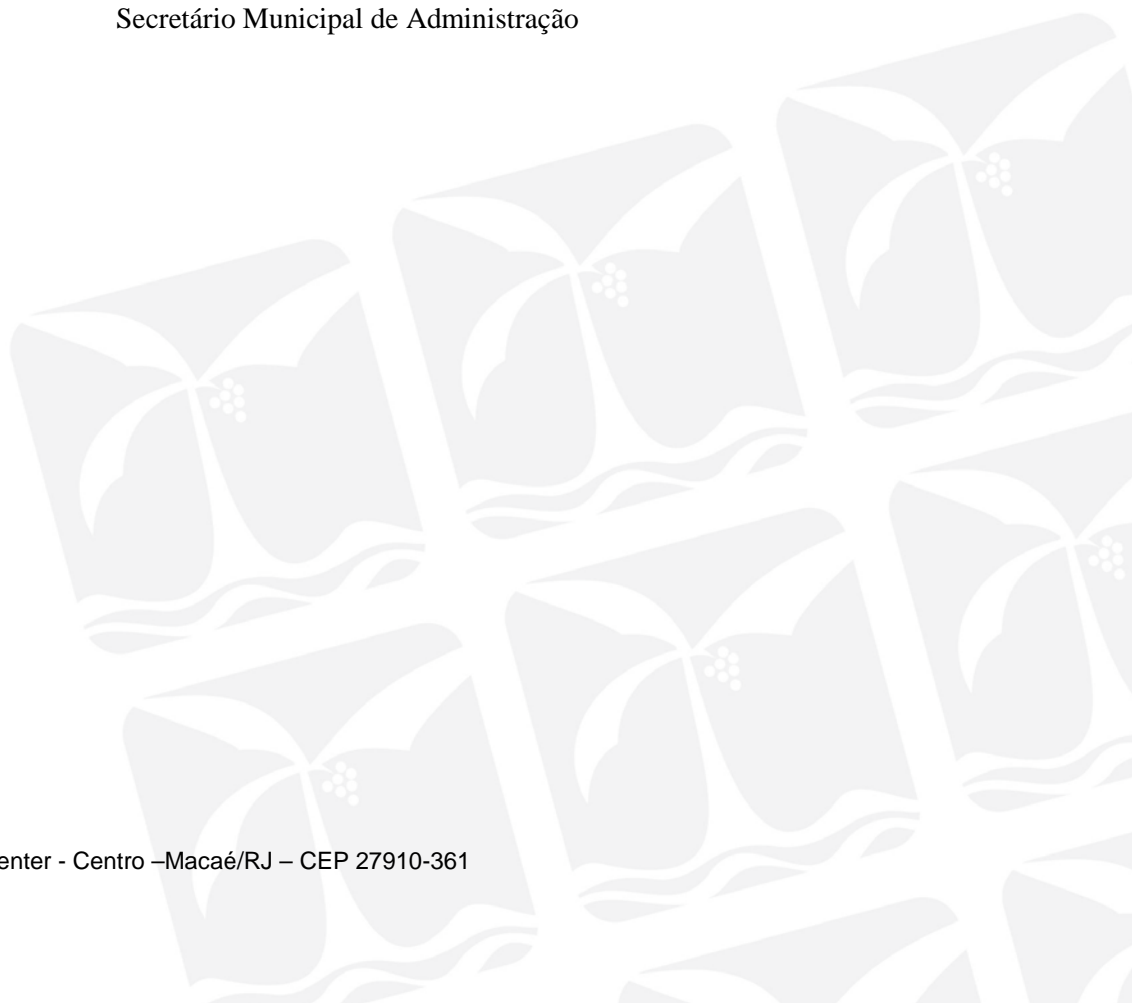 Secretário Municipal de Administração
enter - Centro –Macaé/RJ – CEP 27910-361